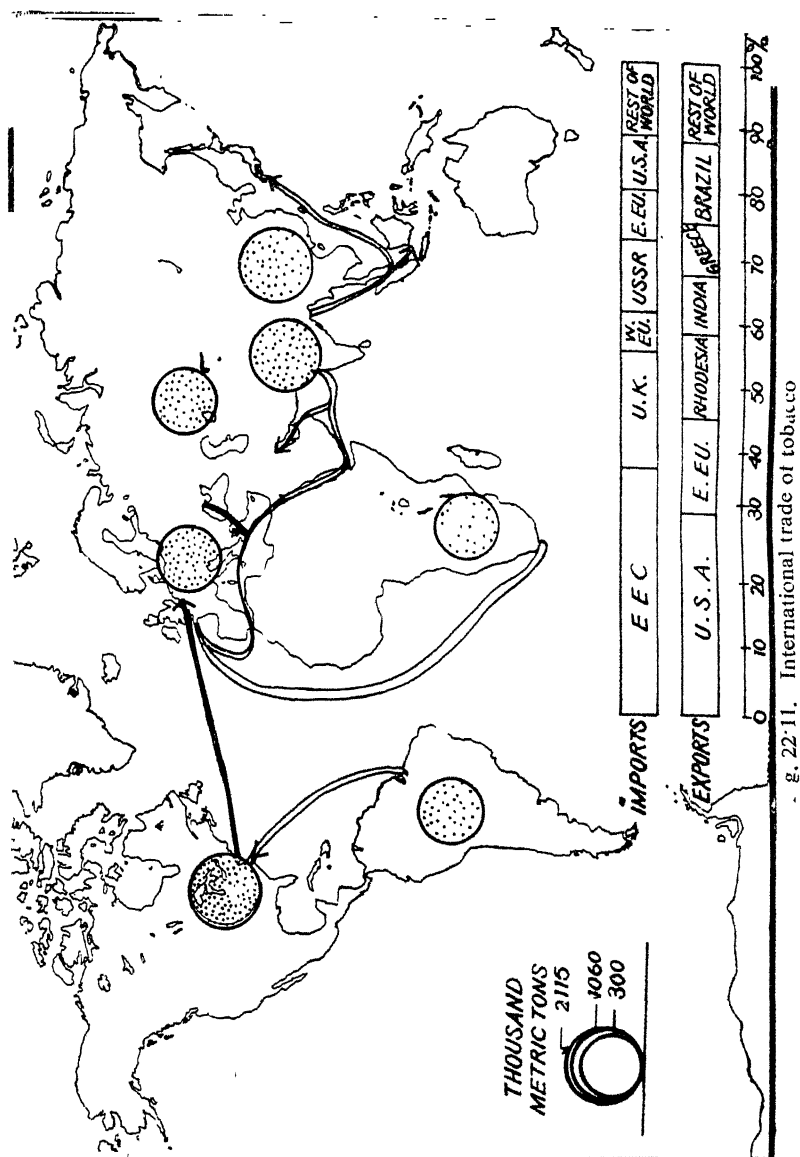 THOUSAND
METRIC TONS
2115
1060
300
IMPORTS
E E C
U.K.
W.
EU.
USSR
E.EU.
U.S.A.
REST OF
WORLD
EXPORTS
U. S. A.
E. EU.
RHODESIA
INDIA
GREECE
BRAZIL
REST OF
WORLD
0 10 20 30 40 50 60 70 80 90 100%
g. 22·11. International trade of tobacco